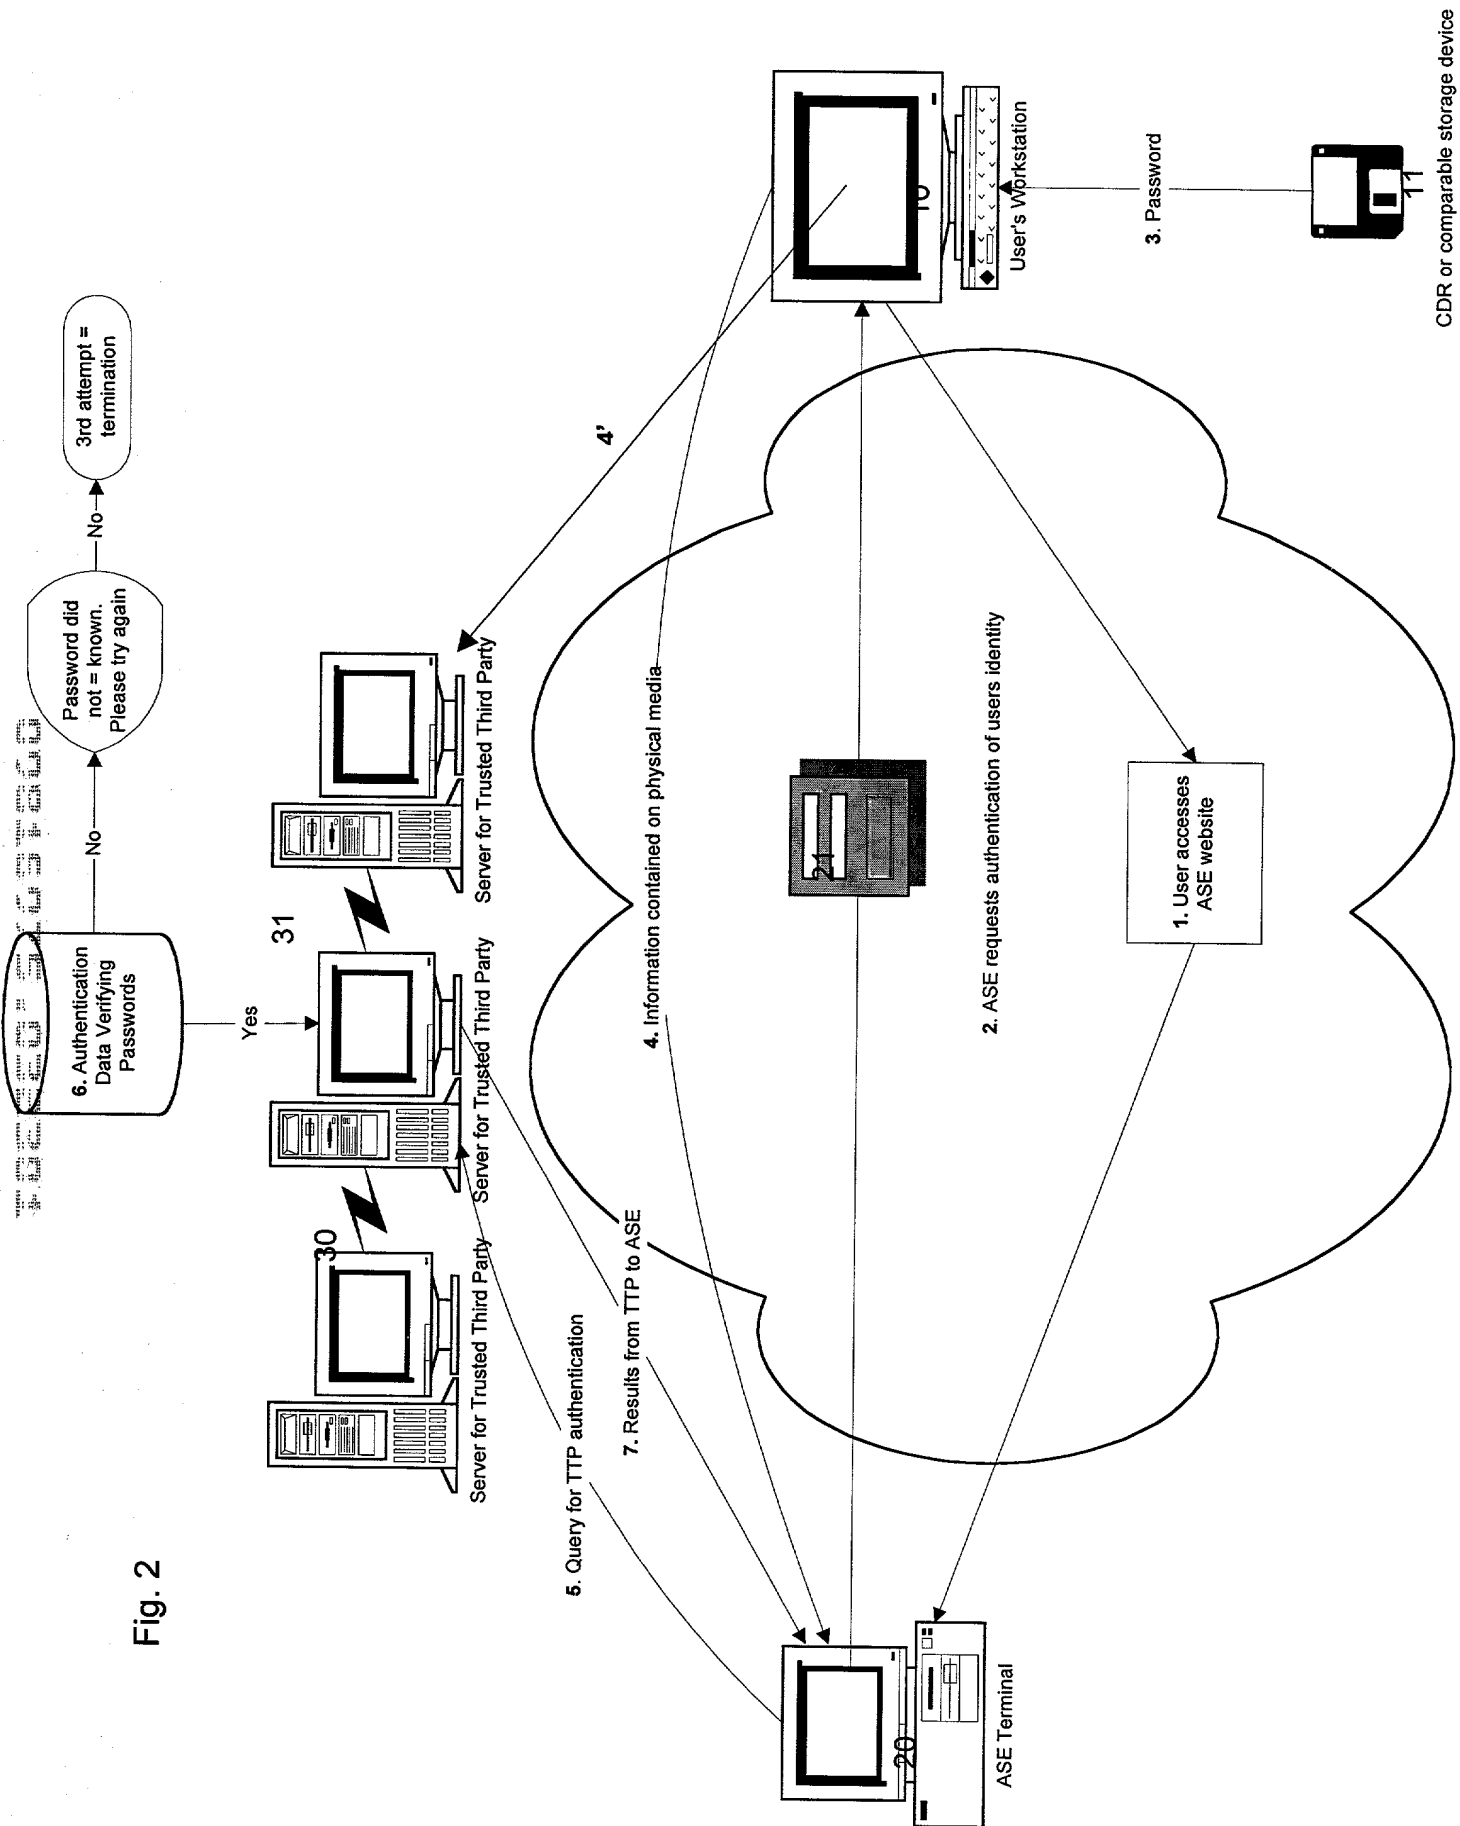 Fig. 2
6. Authentication
Data Verifying
Passwords
No
Password did
not = known.
Please try again
No
3rd attempt =
termination
Yes
30
31
Server for Trusted Third Party
Server for Trusted Third Party
Server for Trusted Third Party
5. Query for TTP authentication
7. Results from TTP to ASE
4. Information contained on physical media
4'
21
2. ASE requests authentication of users identity
1. User accesses
ASE website
20
ASE Terminal
10
User's Workstation
3. Password
11
CDR or comparable storage device